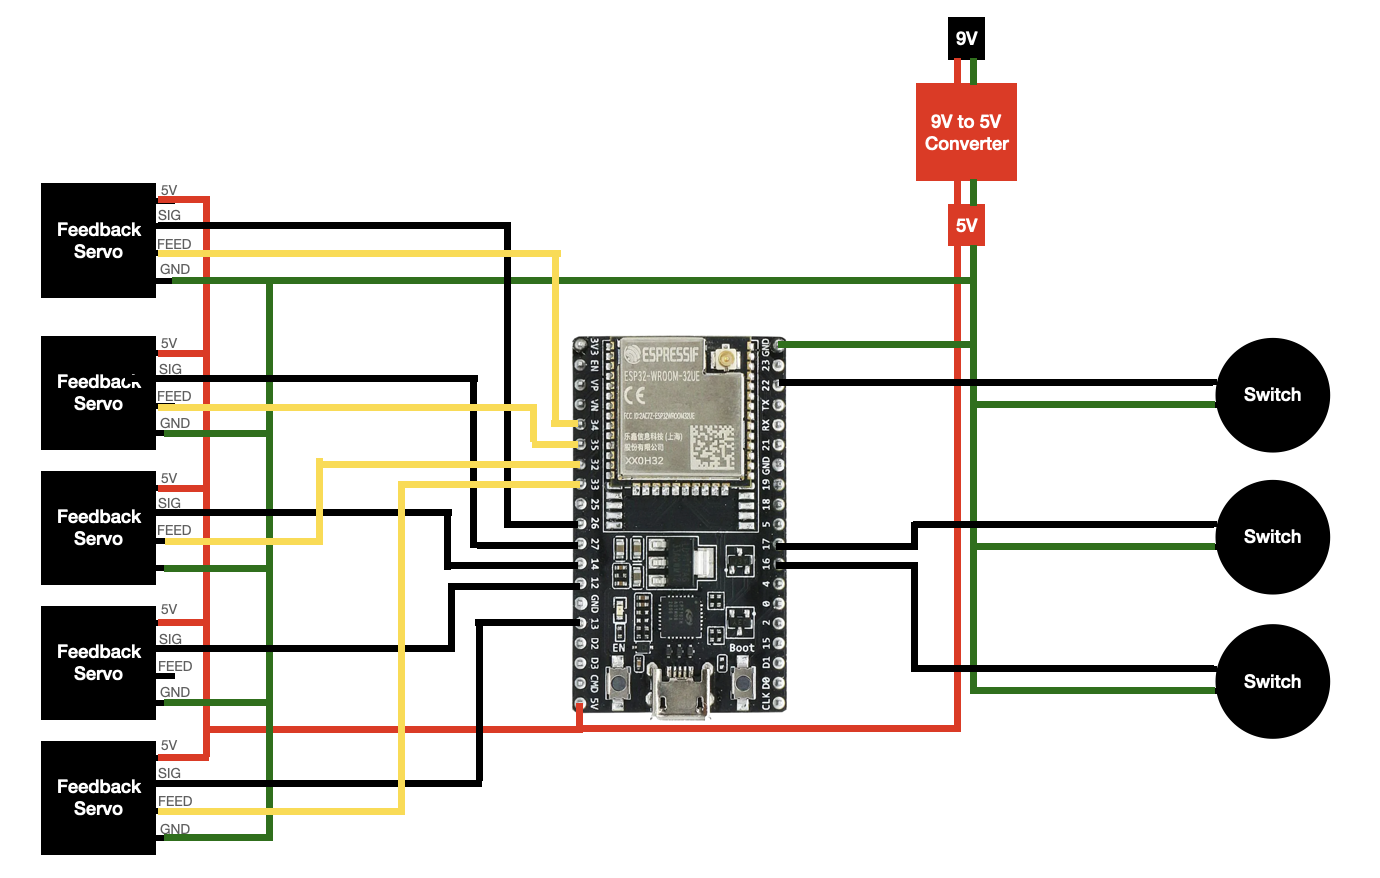 9V
9V to 5V
Converter
5V
Feedback
Servo
5V
SIG
FEED
GND
Feedback
Servo
5V
SIG
FEED
GND
Feedback
Servo
5V
SIG
FEED
Feedback
Servo
5V
SIG
FEED
GND
Feedback
Servo
5V
SIG
FEED
GND
3V3
EN
VP
VN
34
35
32
33
25
26
27
14
12
GND
13
D2
D3
CMD
5V
ESPRESSIF
ESP32-WROOM-32UE
CE
FCC ID:2AC7Z-ESP32WROOM32UE
乐鑫信息科技(上海)
股份有限公司
XX0H32
EN
Boot
GND
23
22
TX
RX
21
GND
19
18
5
17
16
4
0
2
15
D1
D0
CLK
Switch
Switch
Switch